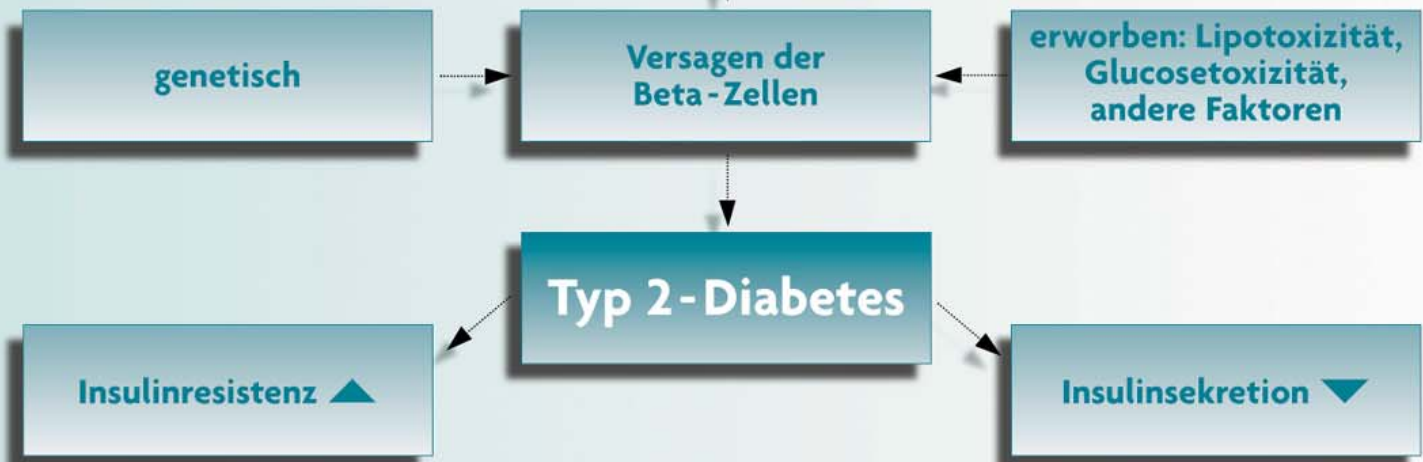 genetisch
Versagen der
Beta-Zellen
erworben: Lipotoxizität,
Glucosetoxizität,
andere Faktoren
Typ 2-Diabetes
Insulinresistenz ▲
Insulinsekretion ▼